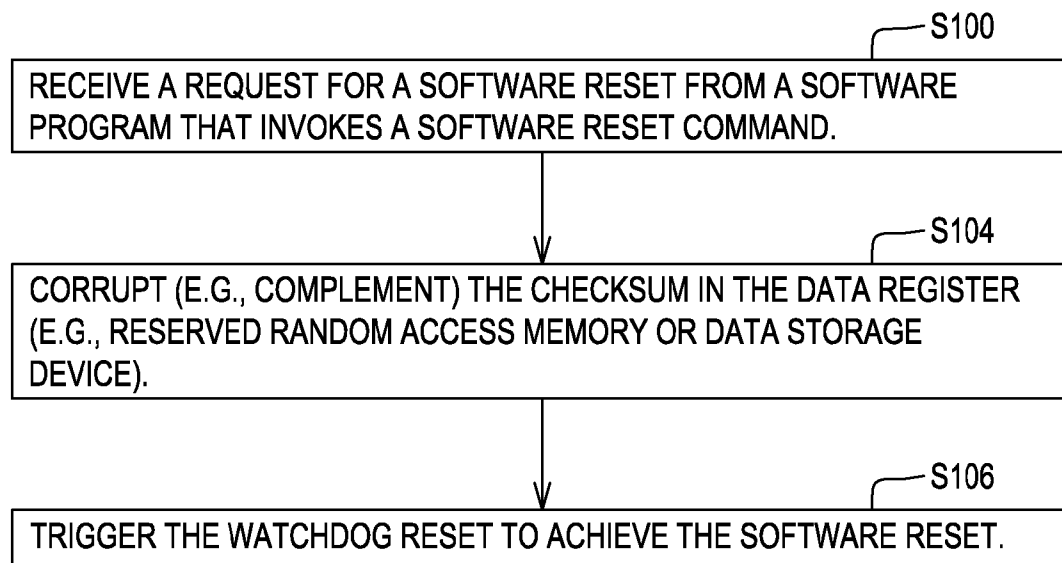 S100
RECEIVE A REQUEST FOR A SOFTWARE RESET FROM A SOFTWARE
PROGRAM THAT INVOKES A SOFTWARE RESET COMMAND.
S104
CORRUPT (E.G., COMPLEMENT) THE CHECKSUM IN THE DATA REGISTER
(E.G., RESERVED RANDOM ACCESS MEMORY OR DATA STORAGE
DEVICE).
S106
TRIGGER THE WATCHDOG RESET TO ACHIEVE THE SOFTWARE RESET.